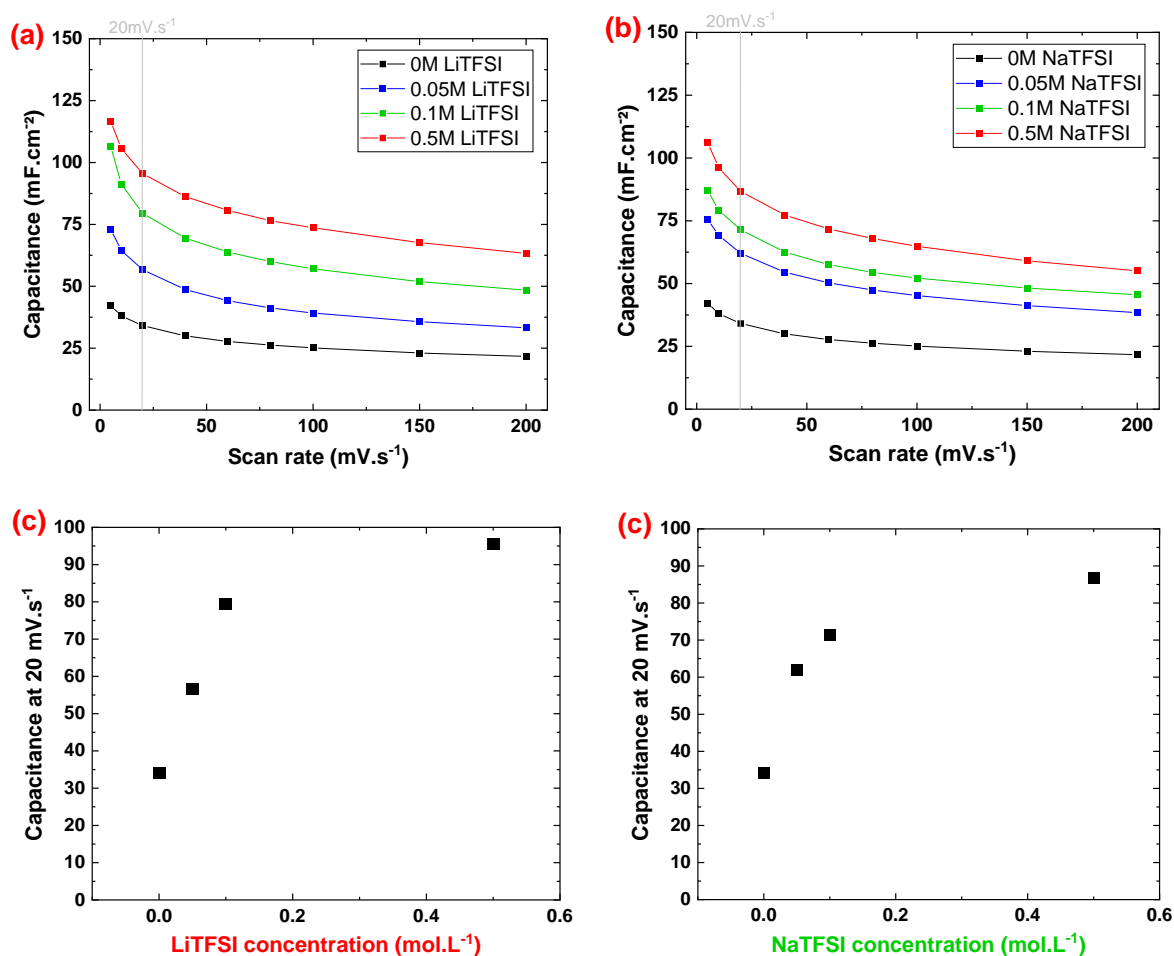 (a)
20mV.s⁻¹
150
125
100
75
50
25
0
Capacitance (mF.cm⁻²)
0M LiTFSI
0.05M LiTFSI
0.1M LiTFSI
0.5M LiTFSI
0 50 100 150 200
Scan rate (mV.s⁻¹)
(b)
20mV.s⁻¹
150
125
100
75
50
25
0
Capacitance (mF.cm⁻²)
0M NaTFSI
0.05M NaTFSI
0.1M NaTFSI
0.5M NaTFSI
0 50 100 150 200
Scan rate (mV.s⁻¹)
(c)
100
90
80
70
60
50
40
30
20
10
0
Capacitance at 20 mV.s⁻¹
0.0 0.2 0.4 0.6
LiTFSI concentration (mol.L⁻¹)
(c)
100
90
80
70
60
50
40
30
20
10
0
Capacitance at 20 mV.s⁻¹
0.0 0.2 0.4 0.6
NaTFSI concentration (mol.L⁻¹)